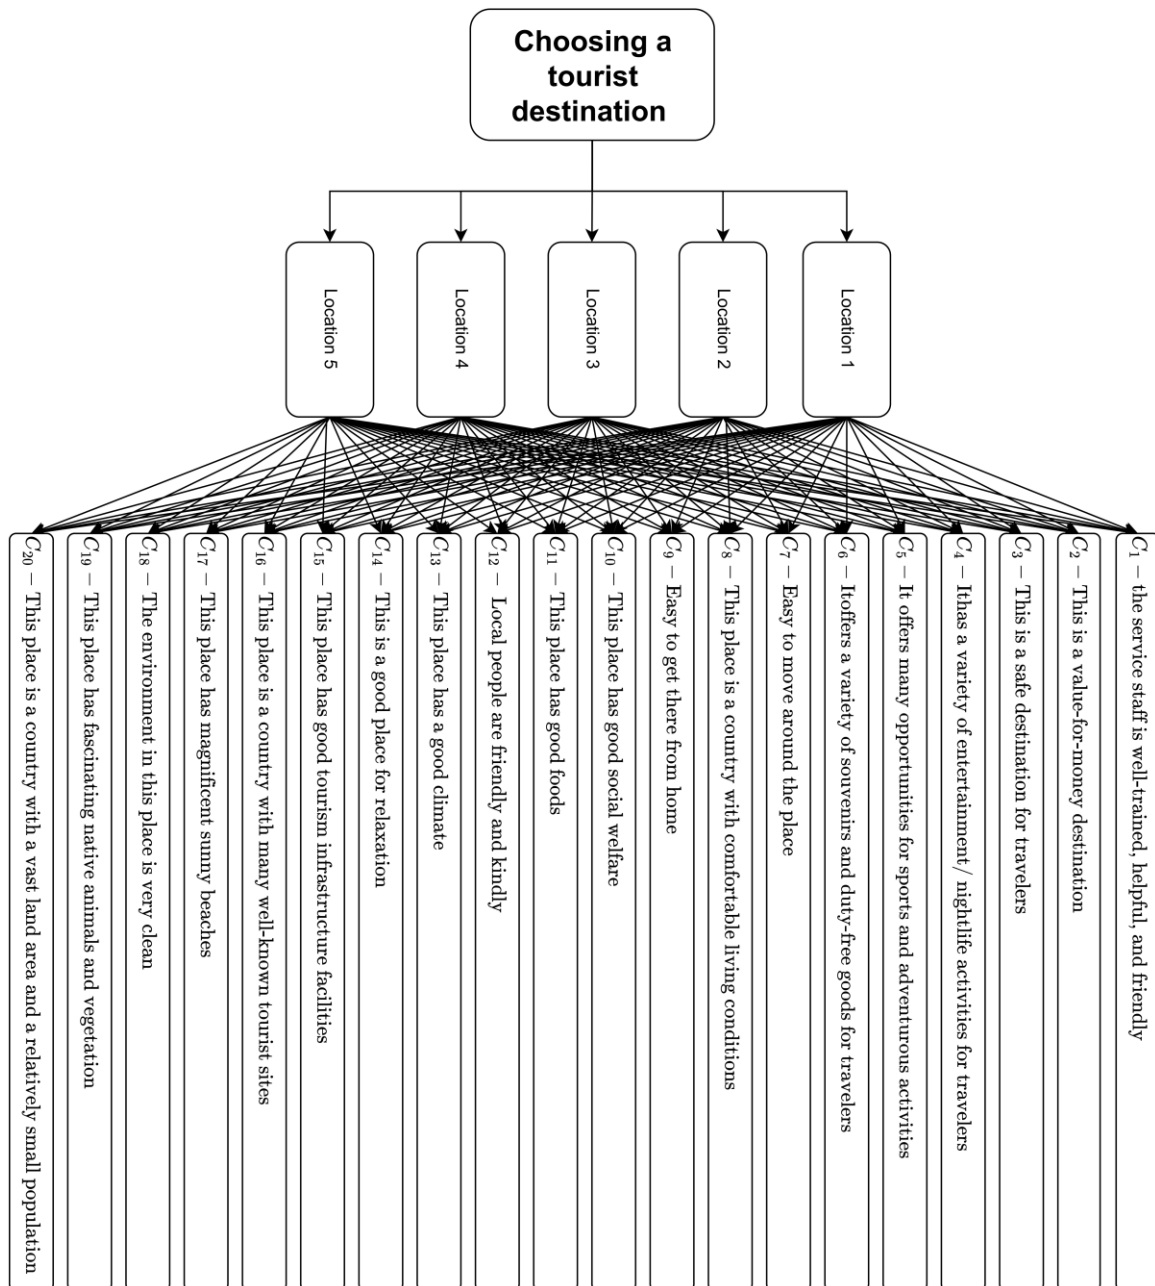 Choosing a
tourist
destination
Location 5
Location 4
Location 3
Location 2
Location 1
C₂₀ − This place is a country with a vast land area and a relatively small population
C₁₉ − This place has fascinating native animals and vegetation
C₁₈ − The environment in this place is very clean
C₁₇ − This place has magnificent sunny beaches
C₁₆ − This place is a country with many well-known tourist sites
C₁₅ − This place has good tourism infrastructure facilities
C₁₄ − This is a good place for relaxation
C₁₃ − This place has a good climate
C₁₂ − Local people are friendly and kindly
C₁₁ − This place has good foods
C₁₀ − This place has good social welfare
C₉ − Easy to get there from home
C₈ − This place is a country with comfortable living conditions
C₇ − Easy to move around the place
C₆ − Itoffers a variety of souvenirs and duty-free goods for travelers
C₅ − It offers many opportunities for sports and adventurous activities
C₄ − Ithas a variety of entertainment/ nightlife activities for travelers
C₃ − This is a safe destination for travelers
C₂ − This is a value-for-money destination
C₁ − the service staff is well-trained, helpful, and friendly